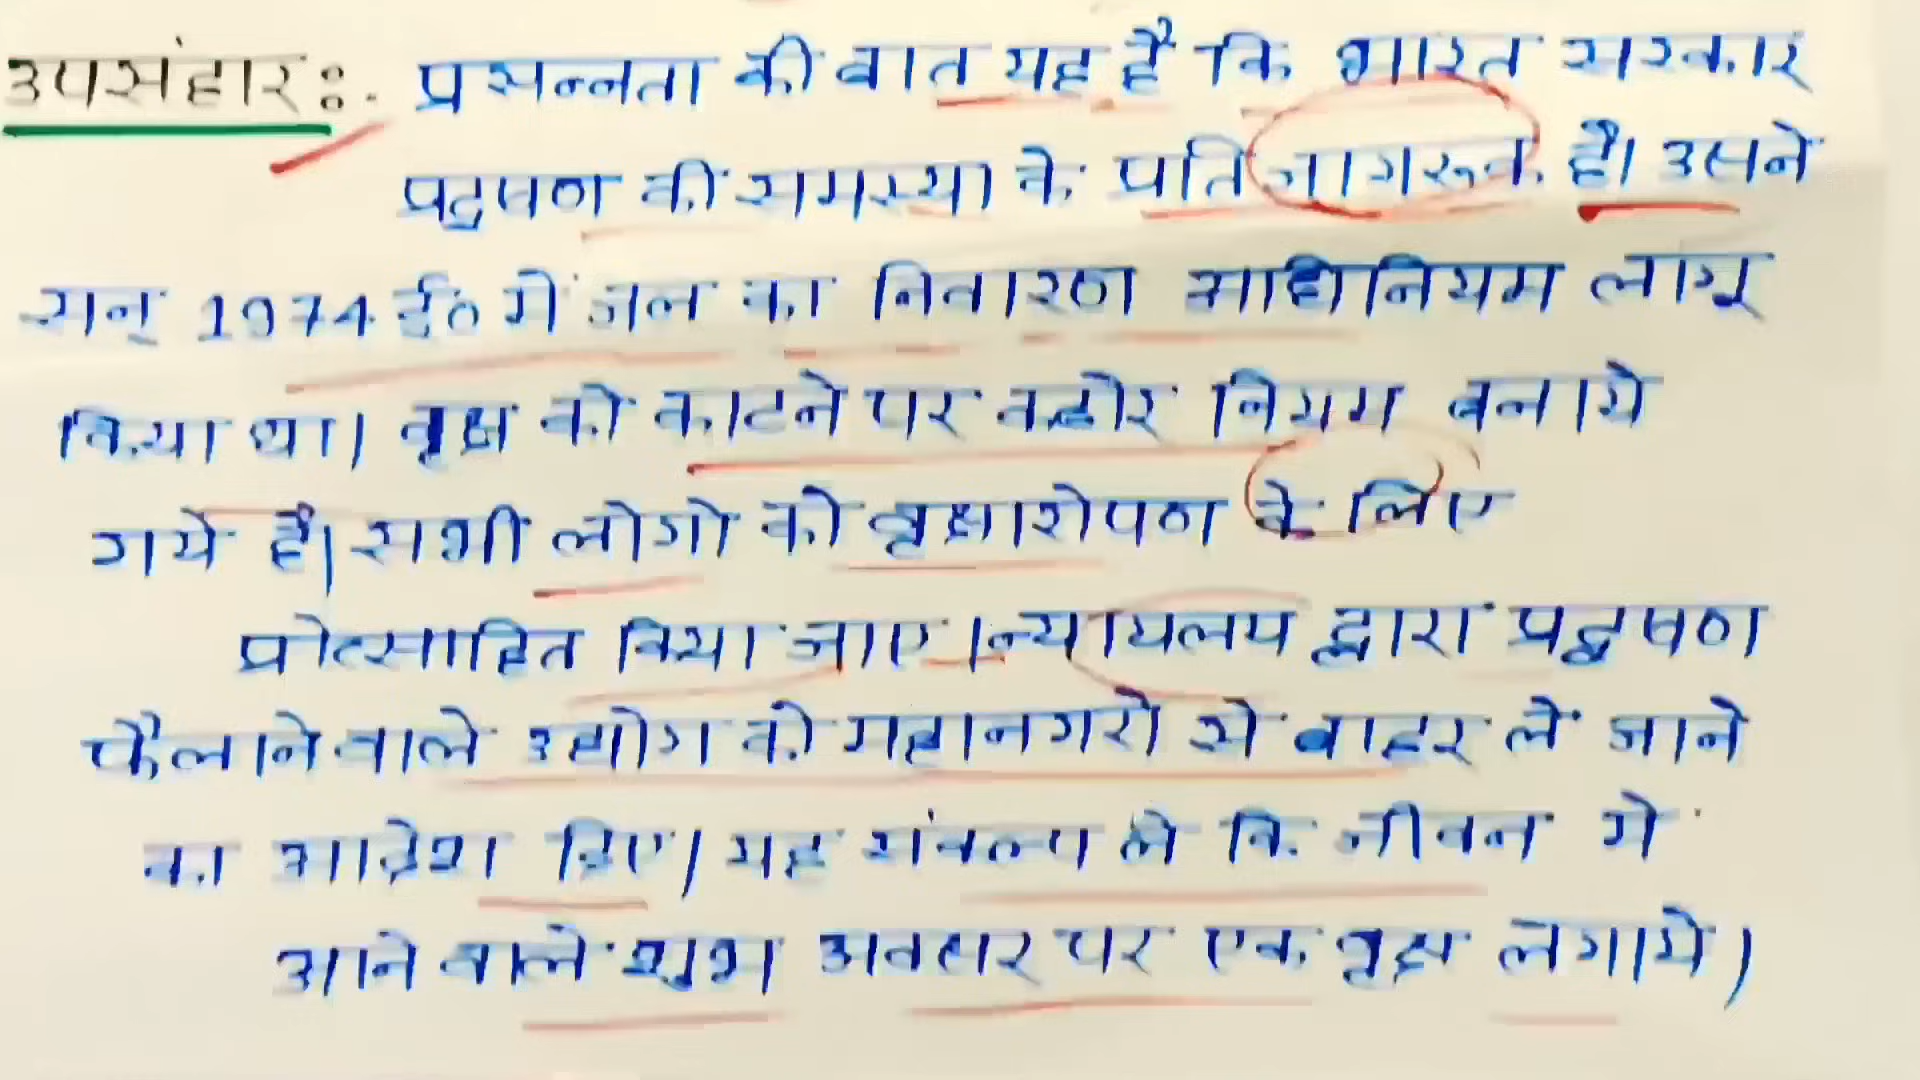 उपसंहार :- प्रसन्नता की बात यह है कि भारत सरकार
प्रदूषण की समस्या के प्रति जागरूक है। उसने
सन् 1974 ई० में जल का निवारण अधिनियम लागू
किया था। वृक्ष को काटने पर कठोर नियम बनाये
गये है। सभी लोगो को वृक्षारोपण के लिए
प्रोत्साहित किया जाए। न्यायलय द्वारा प्रदूषण
फैलाने वाले उद्योग को महानगरो से बाहर ले जाने
का आदेश दिए। यह संकल्प ले कि जीवन मे
आने वाले शुभ अवसर पर एक वृक्ष लगाये।